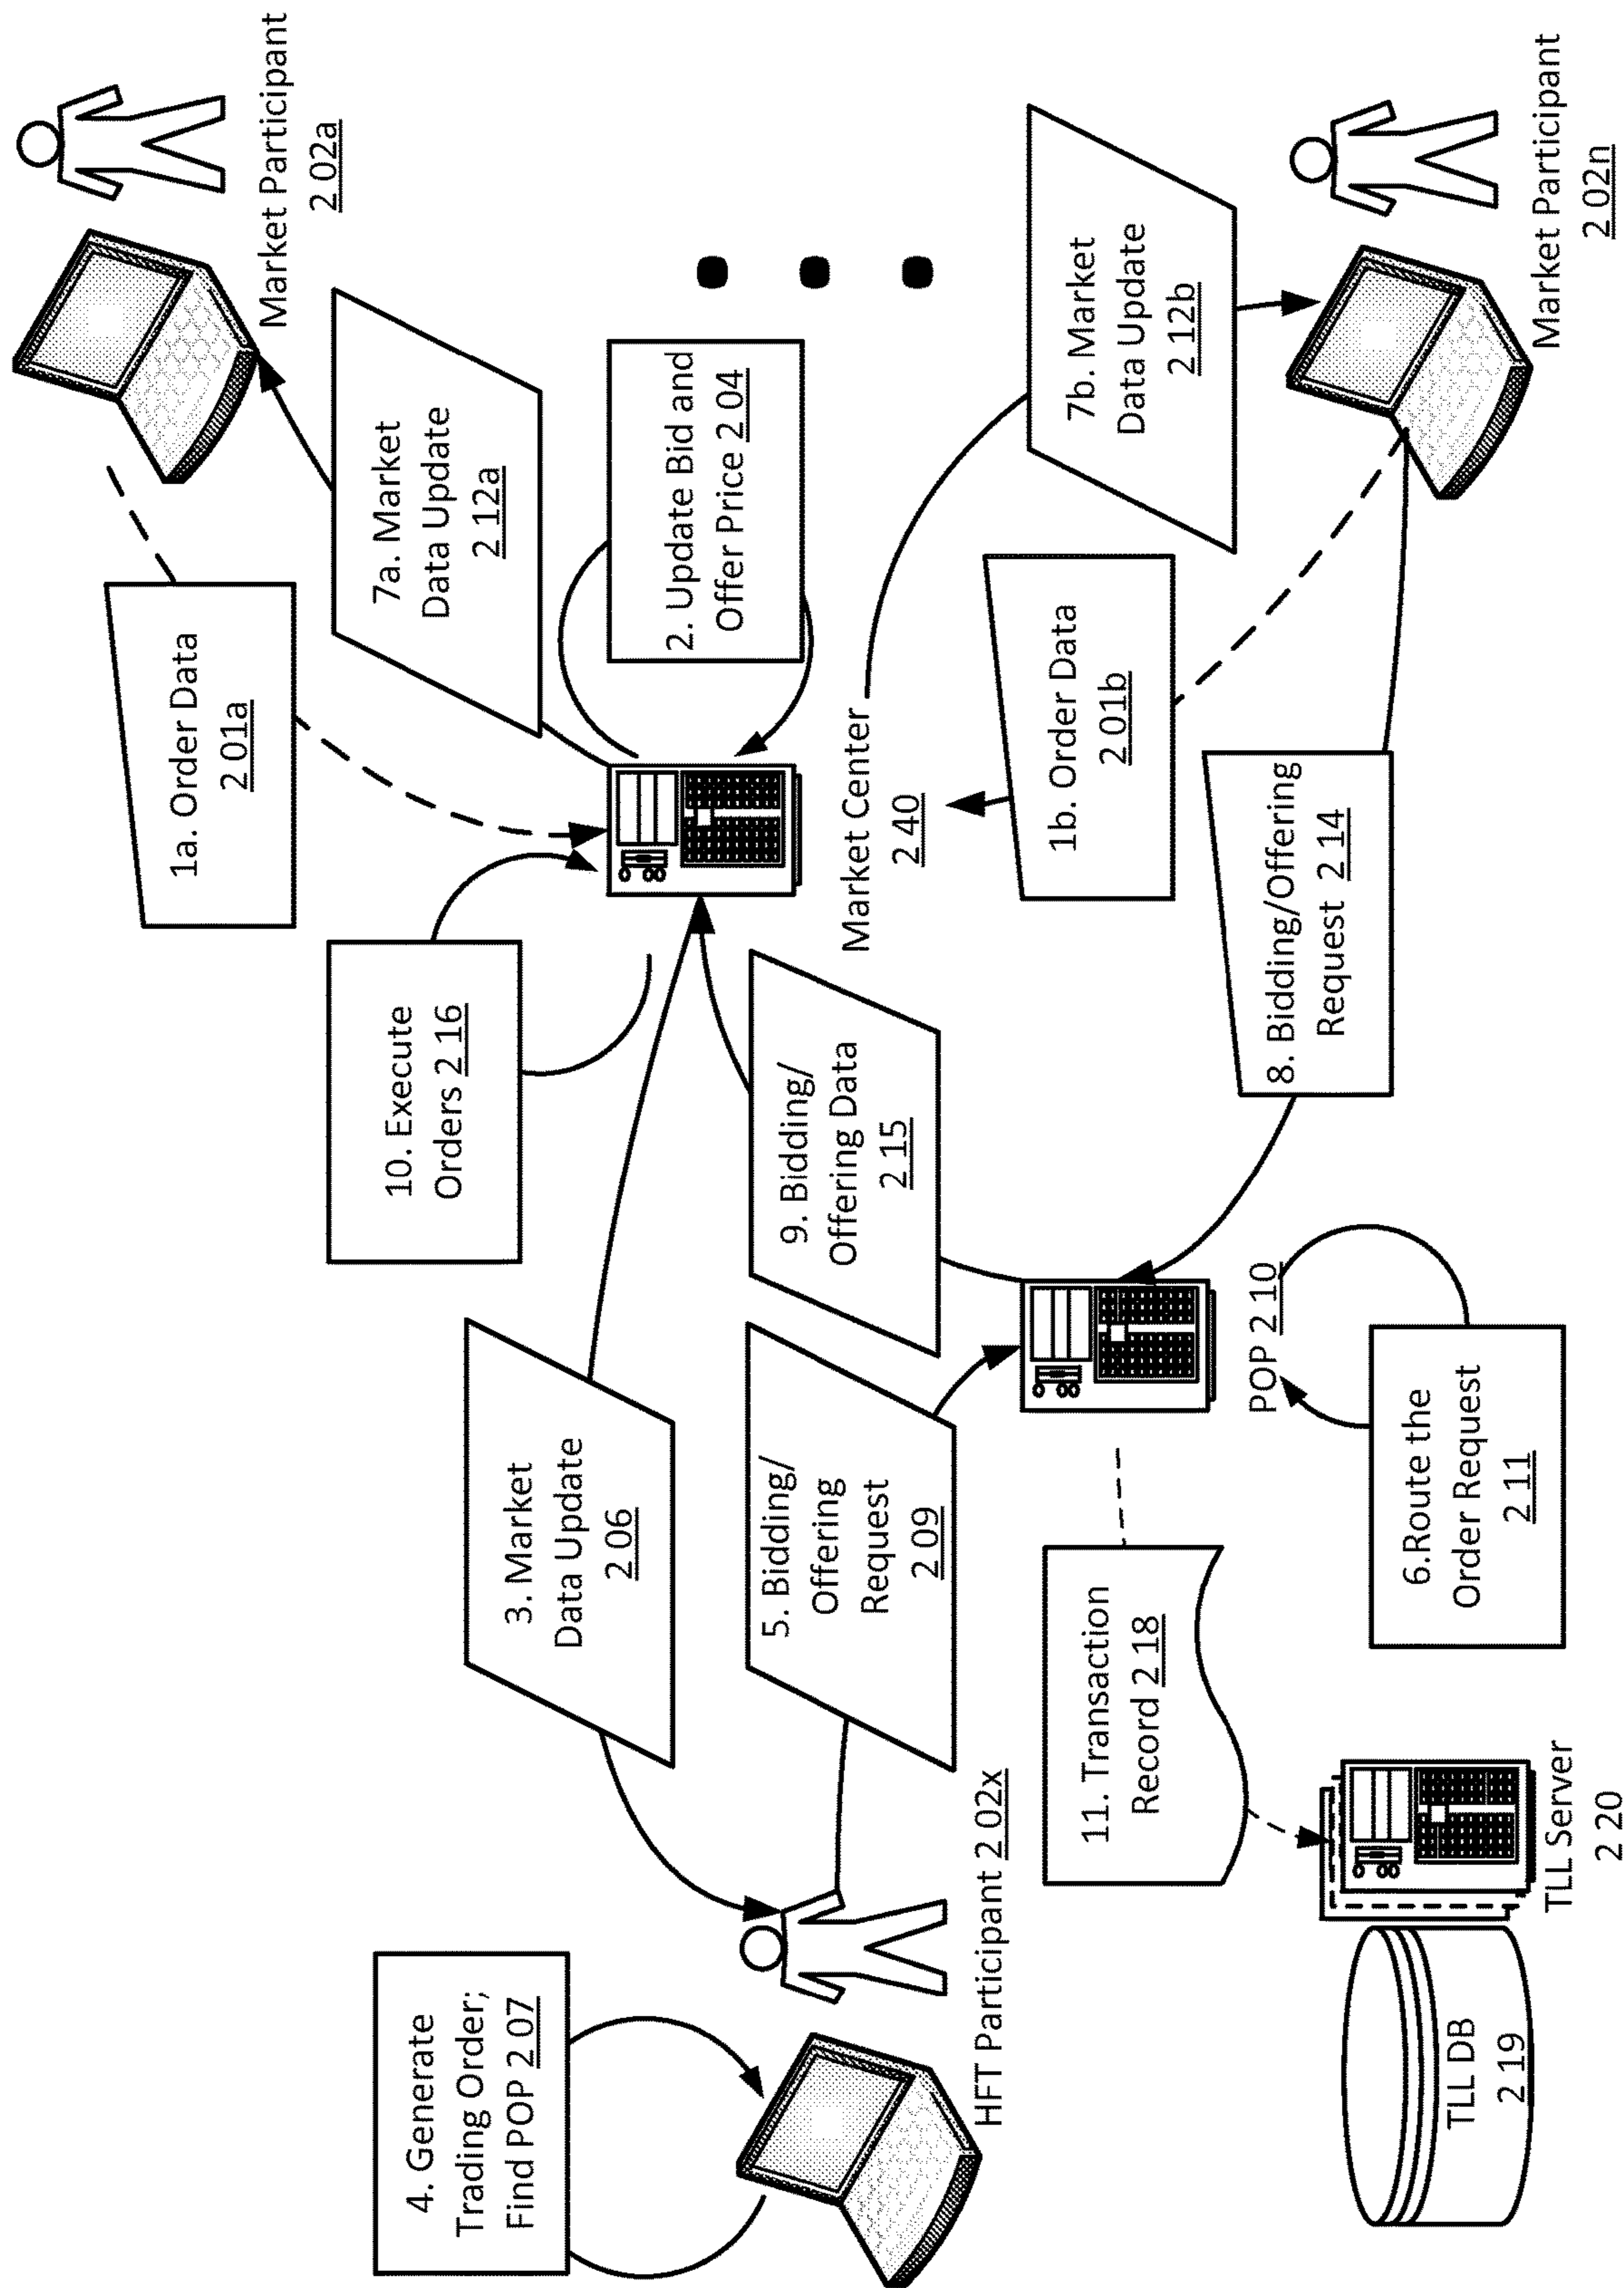 4. Generate
Trading Order;
Find POP 2 07
HFT Participant 2 02x
3. Market
Data Update
2 06
5. Bidding/
Offering
Request
2 09
10. Execute
Orders 2 16
9. Bidding/
Offering Data
2 15
1a. Order Data
2 01a
7a. Market
Data Update
2 12a
Market Participant
2 02a
2. Update Bid and
Offer Price 2 04
Market Center
2 40
1b. Order Data
2 01b
7b. Market
Data Update
2 12b
Market Participant
2 02n
8. Bidding/Offering
Request 2 14
POP 2 10
6.Route the
Order Request
2 11
11. Transaction
Record 2 18
TLL DB
2 19
TLL Server
2 20